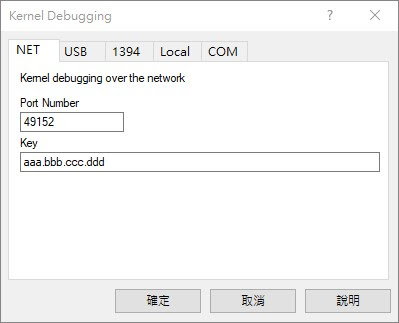 Kernel Debugging
NET USB 1394 Local COM
Kernel debugging over the network
Port Number
49152
Key
aaa.bbb.ccc.ddd
確定 取消 說明